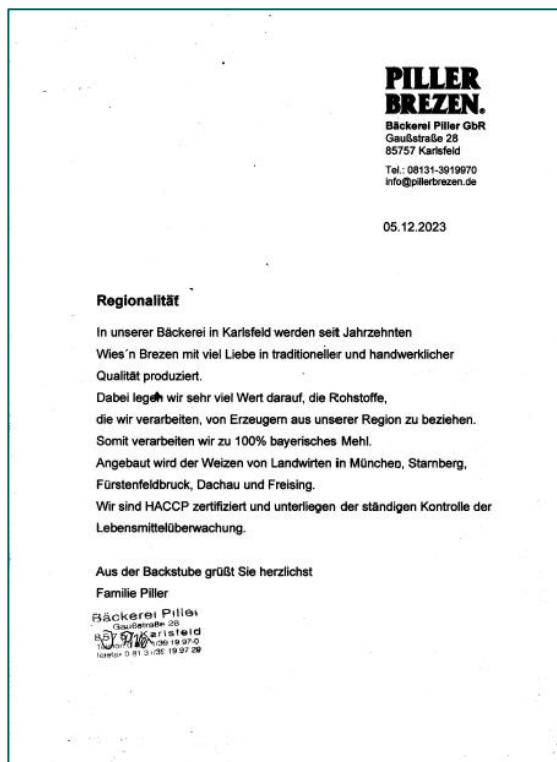 PILLER
BREZEN.
Bäckerei Piller GbR
Gaußstraße 28
85757 Karlsfeld
Tel.: 08131-3919970
info@pillerbrezen.de
05.12.2023
Regionalität
In unserer Bäckerei in Karlsfeld werden seit Jahrzehnten
Wies´n Brezen mit viel Liebe in traditioneller und handwerklicher
Qualität produziert.
Dabei legen wir sehr viel Wert darauf, die Rohstoffe,
die wir verarbeiten, von Erzeugern aus unserer Region zu beziehen.
Somit verarbeiten wir zu 100% bayerisches Mehl.
Angebaut wird der Weizen von Landwirten in München, Starnberg,
Fürstenfeldbruck, Dachau und Freising.
Wir sind HACCP zertifiziert und unterliegen der ständigen Kontrolle der
Lebensmittelüberwachung.
Aus der Backstube grüßt Sie herzlichst
Familie Piller
Bäckerei Piller
Gaußstraße 28
Karlsfeld